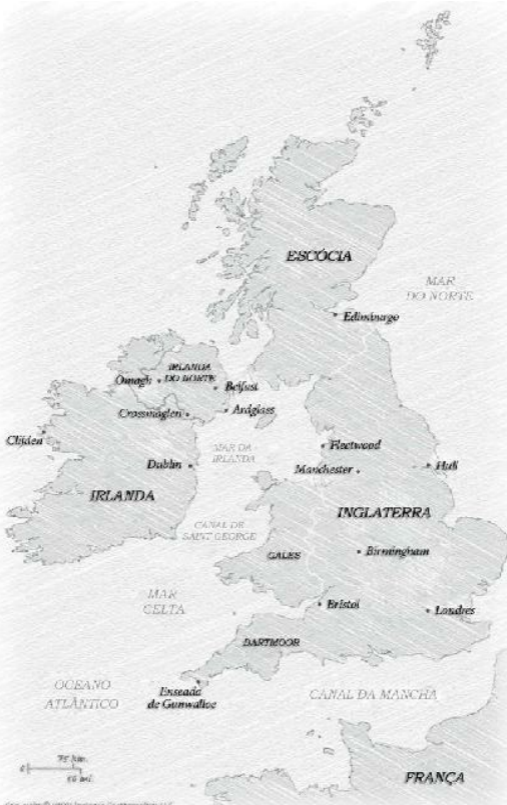 ESCÓCIA
MAR
DO NORTE
Edimburgo
IRLANDA
DO NORTE
Omagh
Belfast
Crossmaglen
Ardglass
Clifden
MAR DA
IRLANDA
Fleetwood
Dublin
Manchester
Hull
IRLANDA
INGLATERRA
CANAL DE
SAINT GEORGE
GALES
Birmingham
MAR
CELTA
Bristol
Londres
DARTMOOR
OCEANO
ATLÂNTICO
Enseada
de Gunwalloe
CANAL DA MANCHA
75 km.
0
FRANÇA